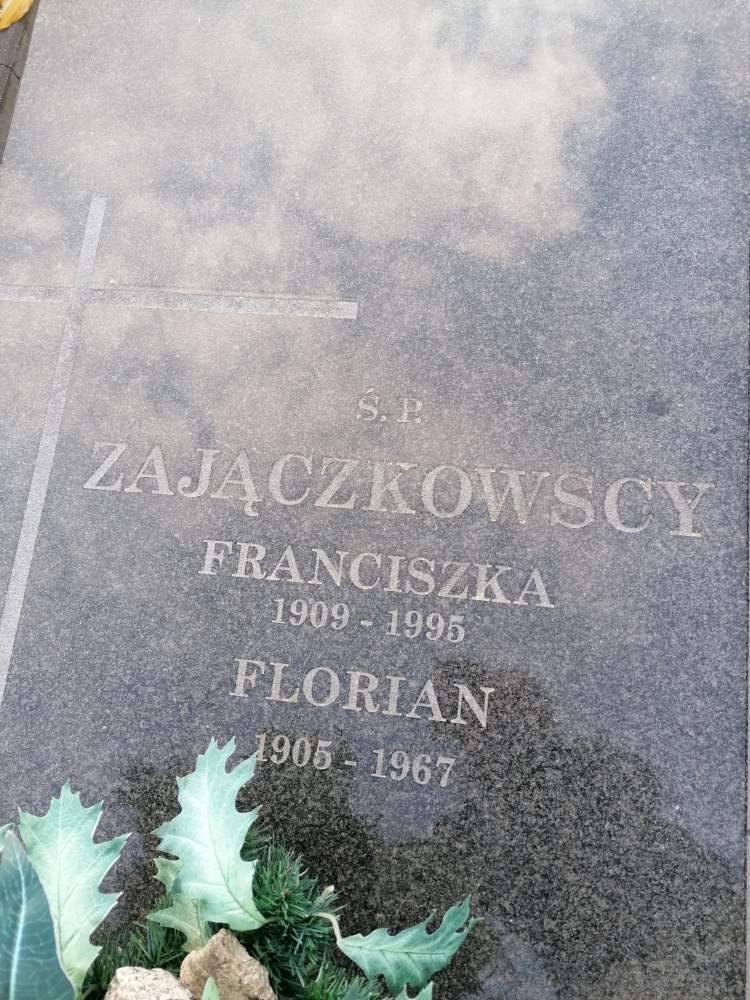 Ś. P.
ZAJĄCZKOWSCY
FRANCISZKA
1909 - 1995
FLORIAN
1905 - 1967